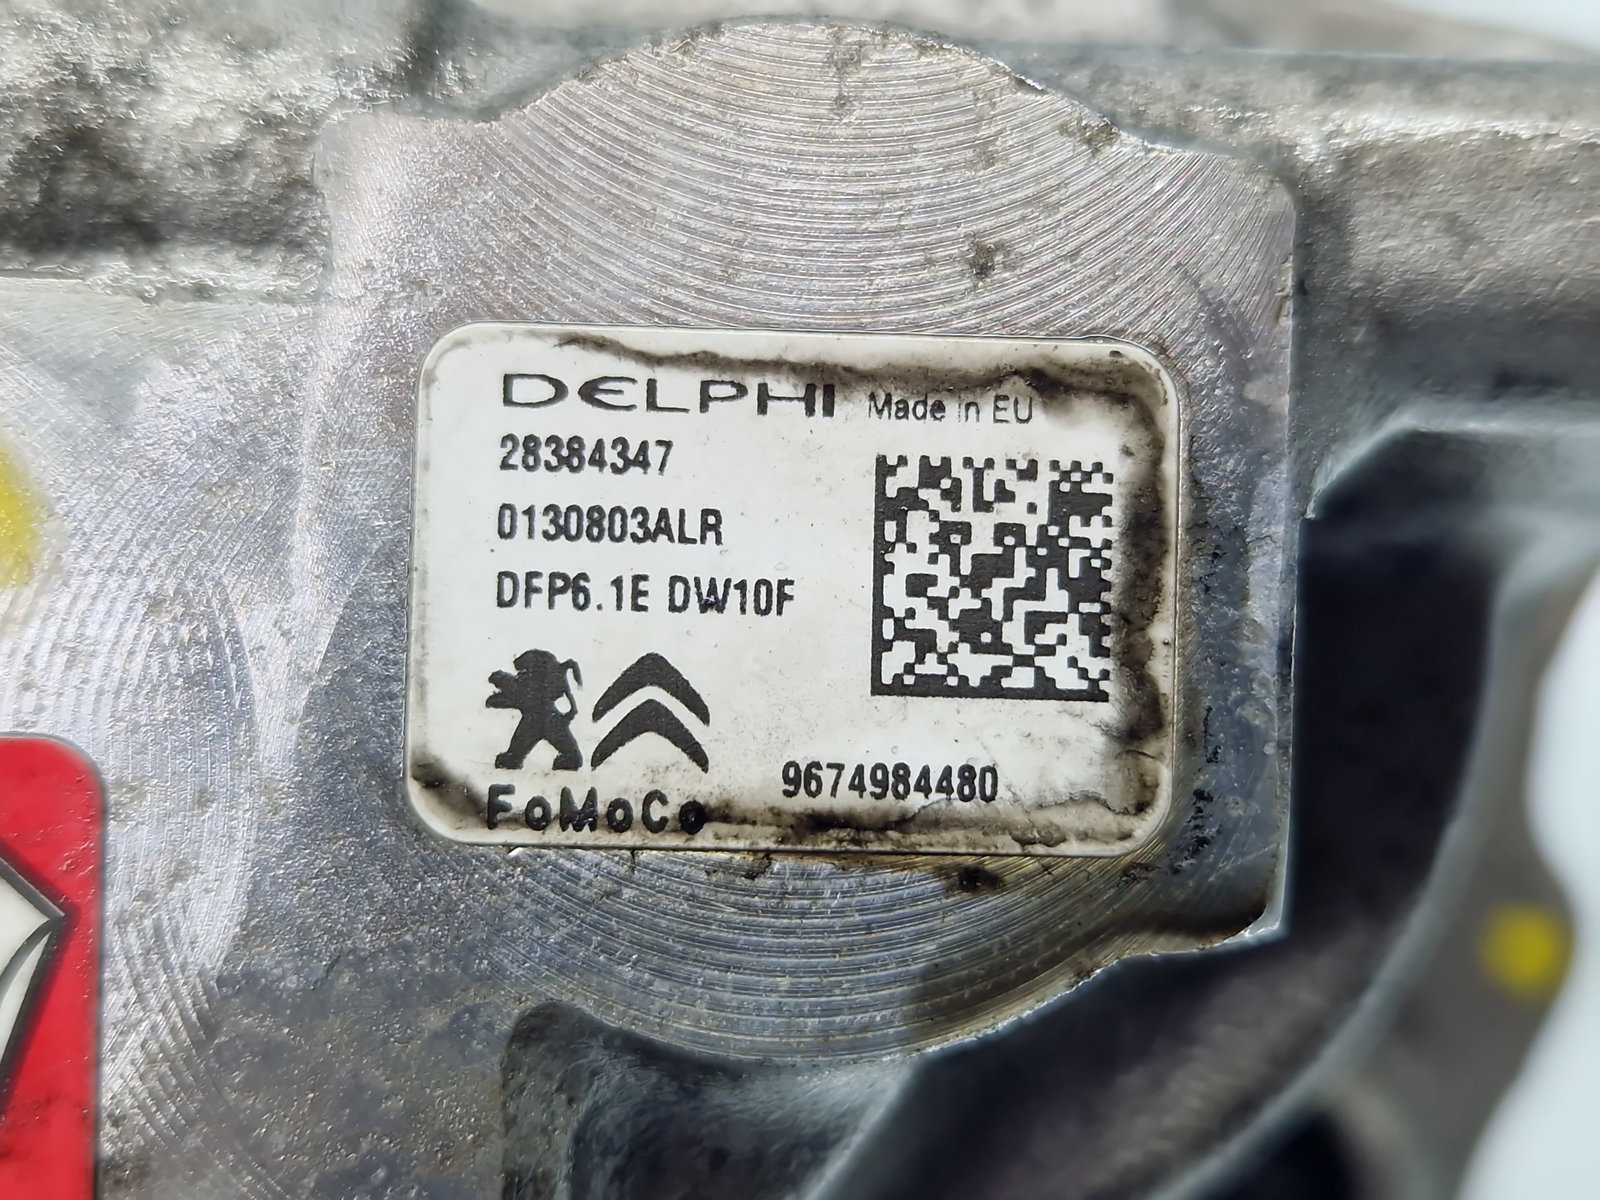 DELPHI Made in EU
28384347
0130803ALR
DFP6.1E DW10F
FoMoCo
9674984480